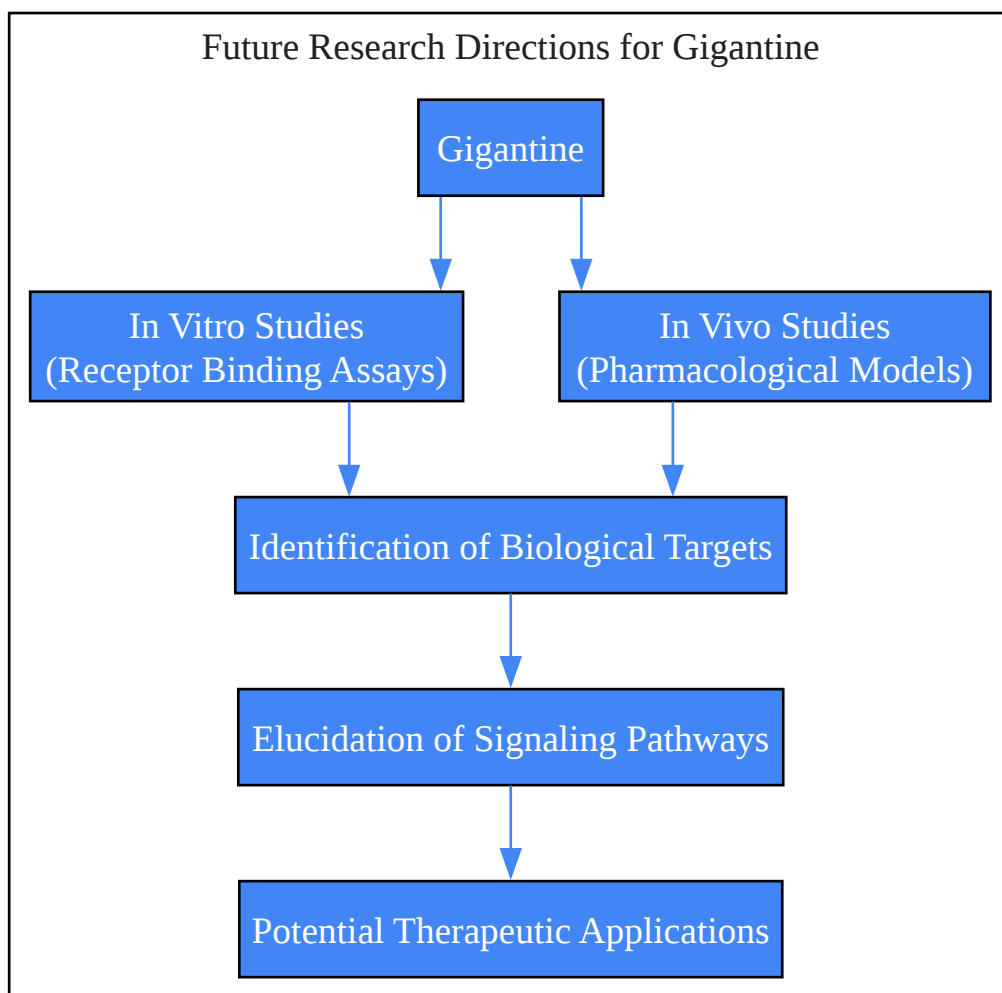 Future Research Directions for Gigantine
Gigantine
In Vitro Studies
(Receptor Binding Assays)
In Vivo Studies
(Pharmacological Models)
Identification of Biological Targets
Elucidation of Signaling Pathways
Potential Therapeutic Applications